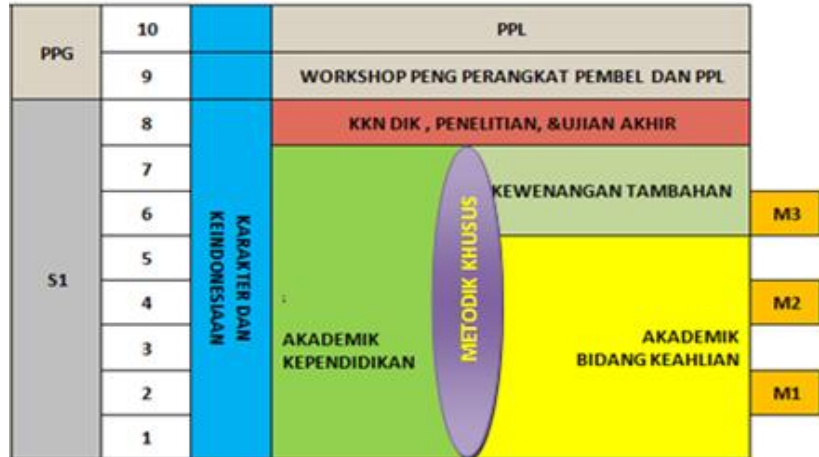 PPG
10
PPL
9
WORKSHOP PENG PERANGKAT PEMBEL DAN PPL
S1
8
KKN DIK , PENELITIAN, &UJIAN AKHIR
7
KEWENANGAN TAMBAHAN
6
M3
5
4
M2
3
2
M1
1
KARAKTER DAN
KEINDONESIAAN
AKADEMIK
KEPENDIDIKAN
METODIK KHUSUS
AKADEMIK
BIDANG KEAHLIAN